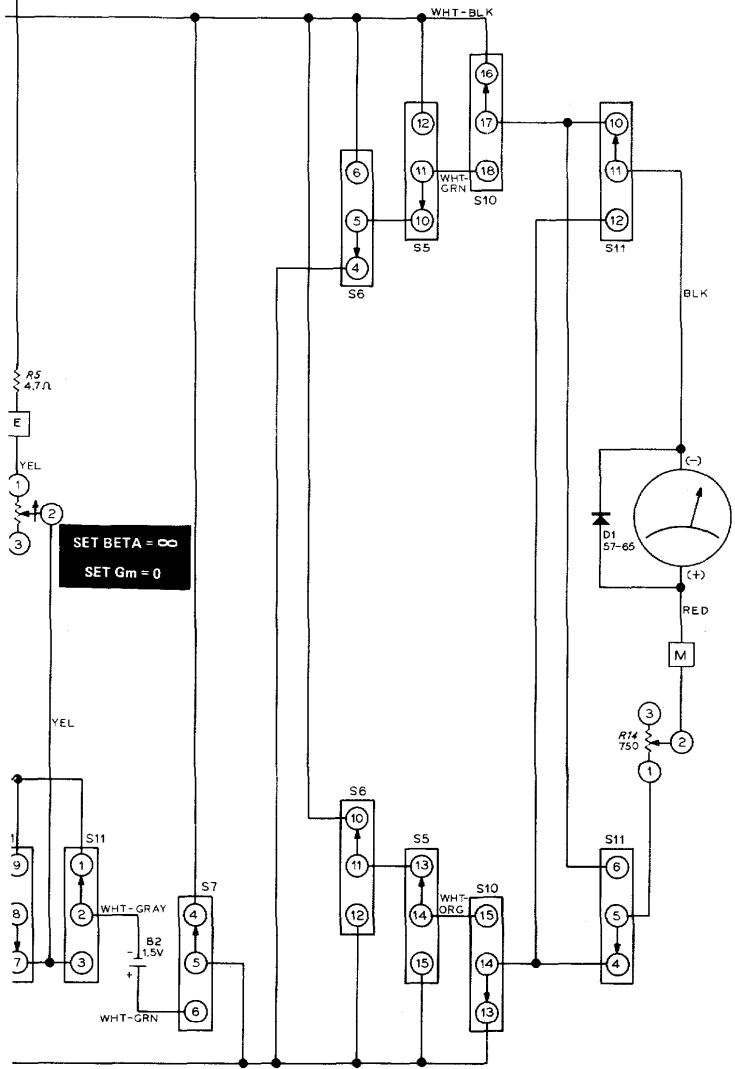 WHT-BLK
16
17
18
S10
12
11
10
S5
WHT-
GRN
6
5
4
S6
10
11
12
S11
BLK
R5
4.7Ω
E
YEL
1
2
3
SET BETA = ∞
SET Gm = 0
(-)
D1
57-65
(+)
RED
M
3
R14
750
2
1
YEL
S6
10
11
12
S5
13
14
15
WHT-
ORG
S10
15
14
13
S11
6
5
4
1
9
8
7
S11
1
2
3
WHT-GRAY
B2
1.5V
-
+
WHT-GRN
S7
4
5
6